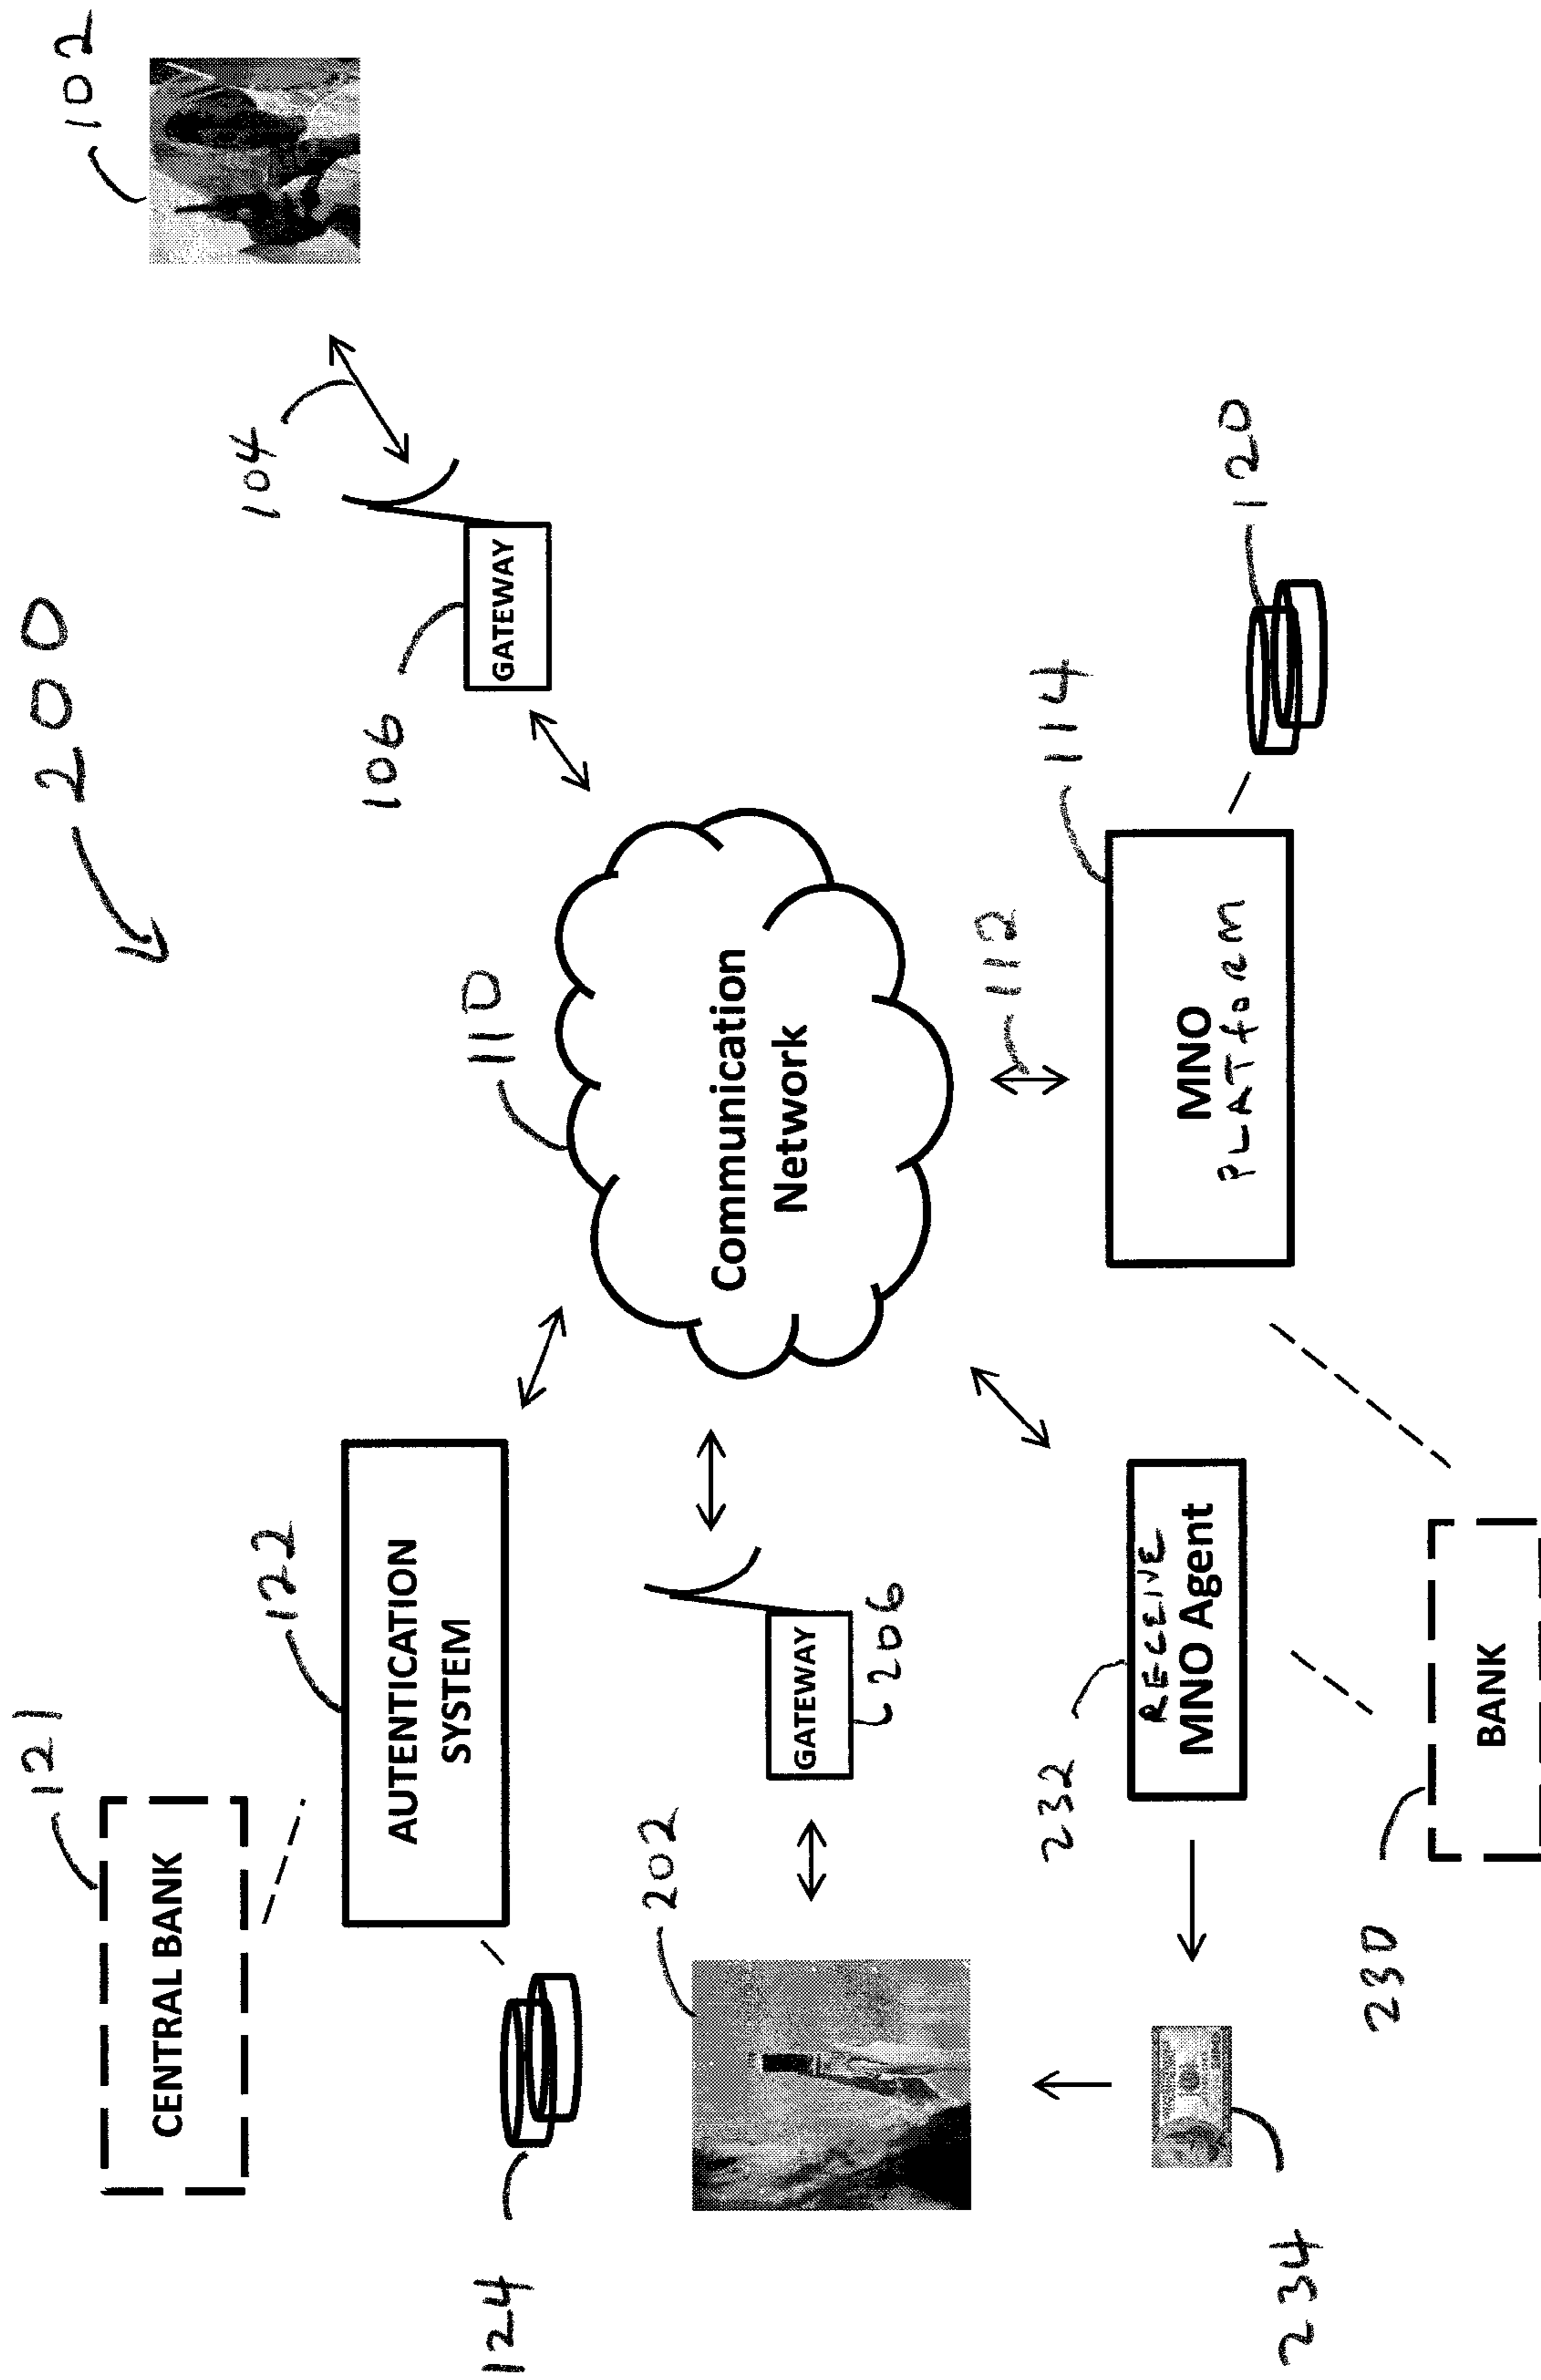 200
121
CENTRAL BANK
122
AUTENTICATION
SYSTEM
124
110
Communication
Network
106
GATEWAY
104
102
202
GATEWAY
206
112
114
MNO
PLATfORM
120
232
RECEIVE
MNO Agent
234
230
BANK